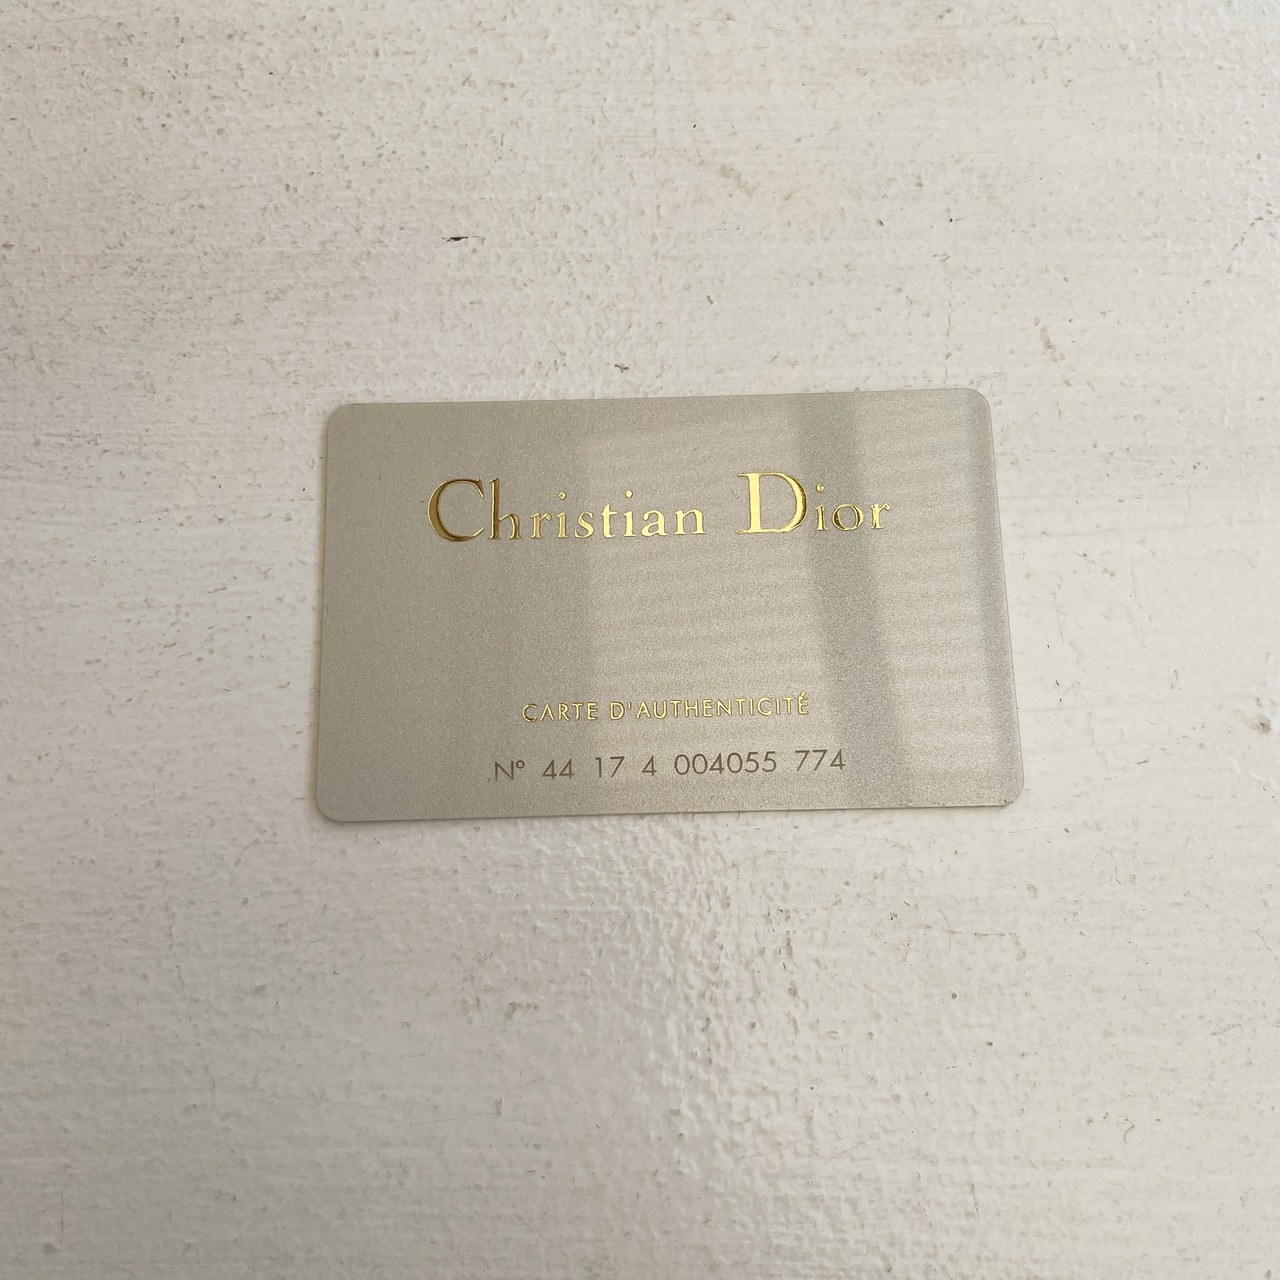 Christian Dior
CARTE D'AUTHENTICITÉ
N° 44 17 4 004055 774